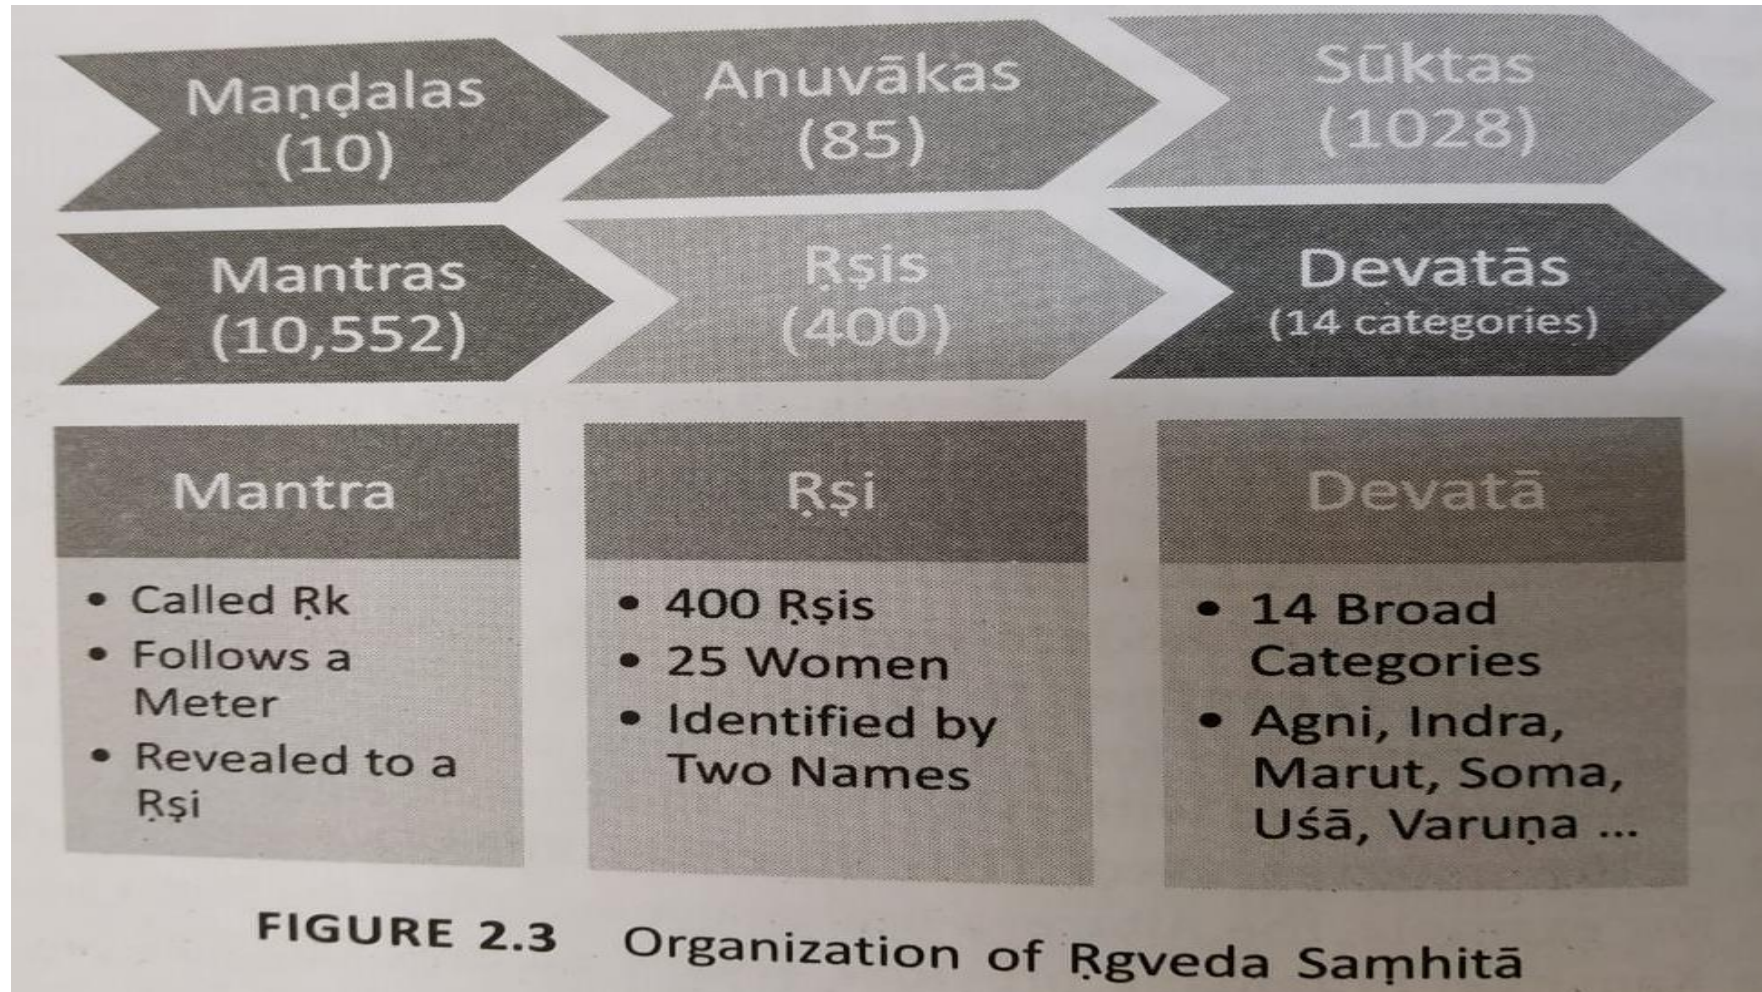 Maṇḍalas
(10)
Anuvākas
(85)
Sūktas
(1028)
Mantras
(10,552)
Ṛṣis
(400)
Devatās
(14 categories)
Mantra
• Called Ṛk
• Follows a
Meter
• Revealed to a
Ṛṣi
Ṛṣi
• 400 Ṛṣis
• 25 Women
• Identified by
Two Names
Devatā
• 14 Broad
Categories
• Agni, Indra,
Marut, Soma,
Uśā, Varuṇa ...
FIGURE 2.3 Organization of Ṛgveda Saṃhitā